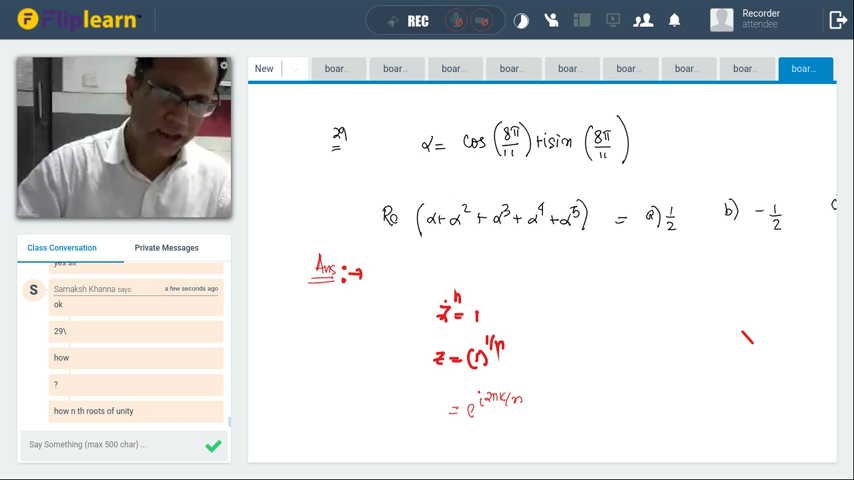 Fliplearn
REC
Recorder
attendee
New
boar...
boar...
boar...
boar...
boar...
boar...
boar...
boar...
boar...
29
α = cos (8π/11) + isin (8π/11)
Re (α + α² + α³ + α⁴ + α⁵) = a) 1/2 b) - 1/2
Ans :→
zⁿ = 1
z = (1)^1/n
= e^i2πk/n
Class Conversation
Private Messages
yes sir
S
Samaksh Khanna says:
a few seconds ago
ok
29\
how
?
how n th roots of unity
Say Something (max 500 char) ...